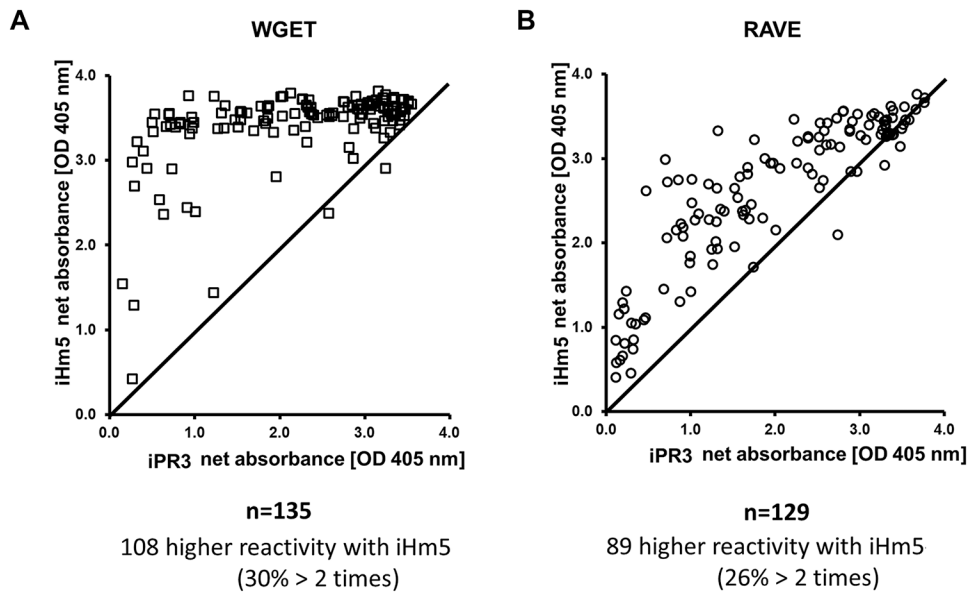 A
WGET
4.0
3.0
2.0
1.0
0.0
iHm5 net absorbance [OD 405 nm]
0.0 1.0 2.0 3.0 4.0
iPR3 net absorbance [OD 405 nm]
n=135
108 higher reactivity with iHm5
(30% > 2 times)
B
RAVE
4.0
3.0
2.0
1.0
0.0
iHm5 net absorbance [OD 405 nm]
0.0 1.0 2.0 3.0 4.0
iPR3 net absorbance [OD 405 nm]
n=129
89 higher reactivity with iHm5
(26% > 2 times)